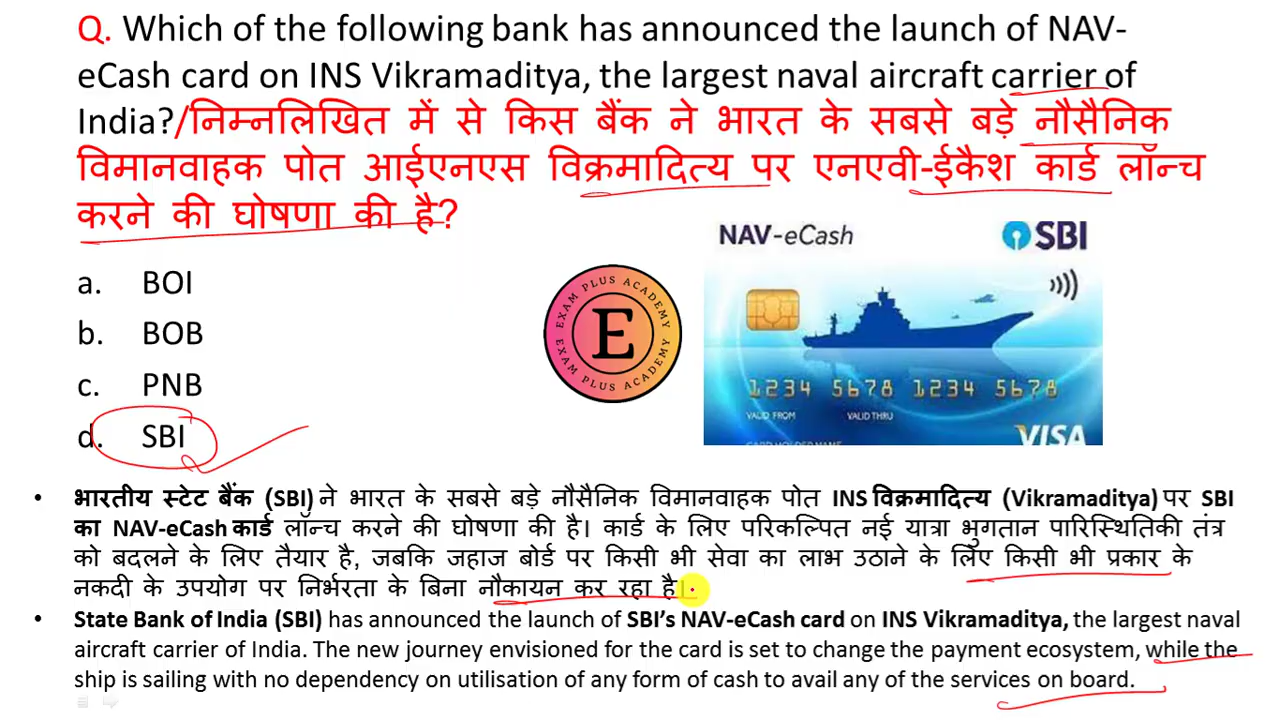 Q. Which of the following bank has announced the launch of NAV-
eCash card on INS Vikramaditya, the largest naval aircraft carrier of
India?/निम्नलिखित में से किस बैंक ने भारत के सबसे बड़े नौसैनिक
विमानवाहक पोत आईएनएस विक्रमादित्य पर एनएवी-ईकैश कार्ड लॉन्च
करने की घोषणा की है?
NAV-eCash SBI
a. BOI
b. BOB
c. PNB
d. SBI
EXAM PLUS ACADEMY
E
EXAM PLUS ACADEMY
1234 5678 1234 5678
VALID FROM VALID THRU
CARD HOLDER NAME VISA
• भारतीय स्टेट बैंक (SBI) ने भारत के सबसे बड़े नौसैनिक विमानवाहक पोत INS विक्रमादित्य (Vikramaditya) पर SBI
का NAV-eCash कार्ड लॉन्च करने की घोषणा की है। कार्ड के लिए परिकल्पित नई यात्रा भुगतान पारिस्थितिकी तंत्र
को बदलने के लिए तैयार है, जबकि जहाज बोर्ड पर किसी भी सेवा का लाभ उठाने के लिए किसी भी प्रकार के
नकदी के उपयोग पर निर्भरता के बिना नौकायन कर रहा है।
• State Bank of India (SBI) has announced the launch of SBI's NAV-eCash card on INS Vikramaditya, the largest naval
aircraft carrier of India. The new journey envisioned for the card is set to change the payment ecosystem, while the
ship is sailing with no dependency on utilisation of any form of cash to avail any of the services on board.